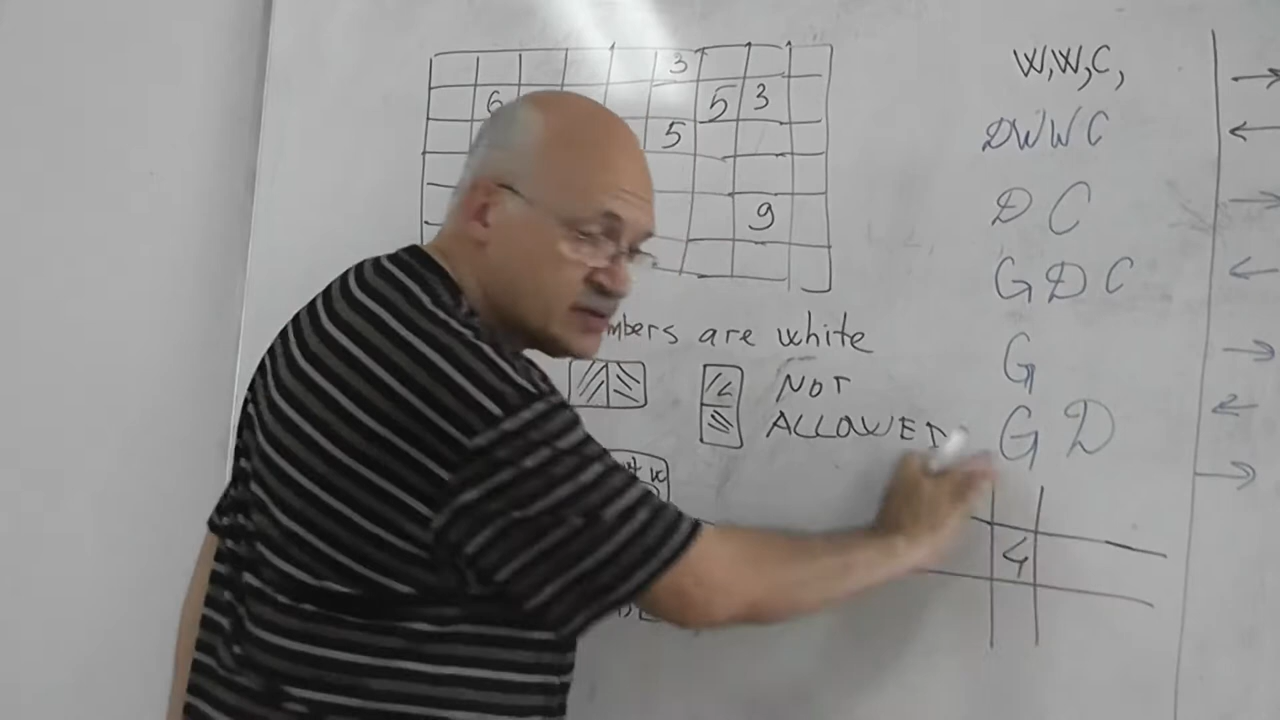 3
6 5 3
5
9
mbers are white
NOT
ALLOWED
W,W,C,
DWWC
D C
G D C
G
G D
4